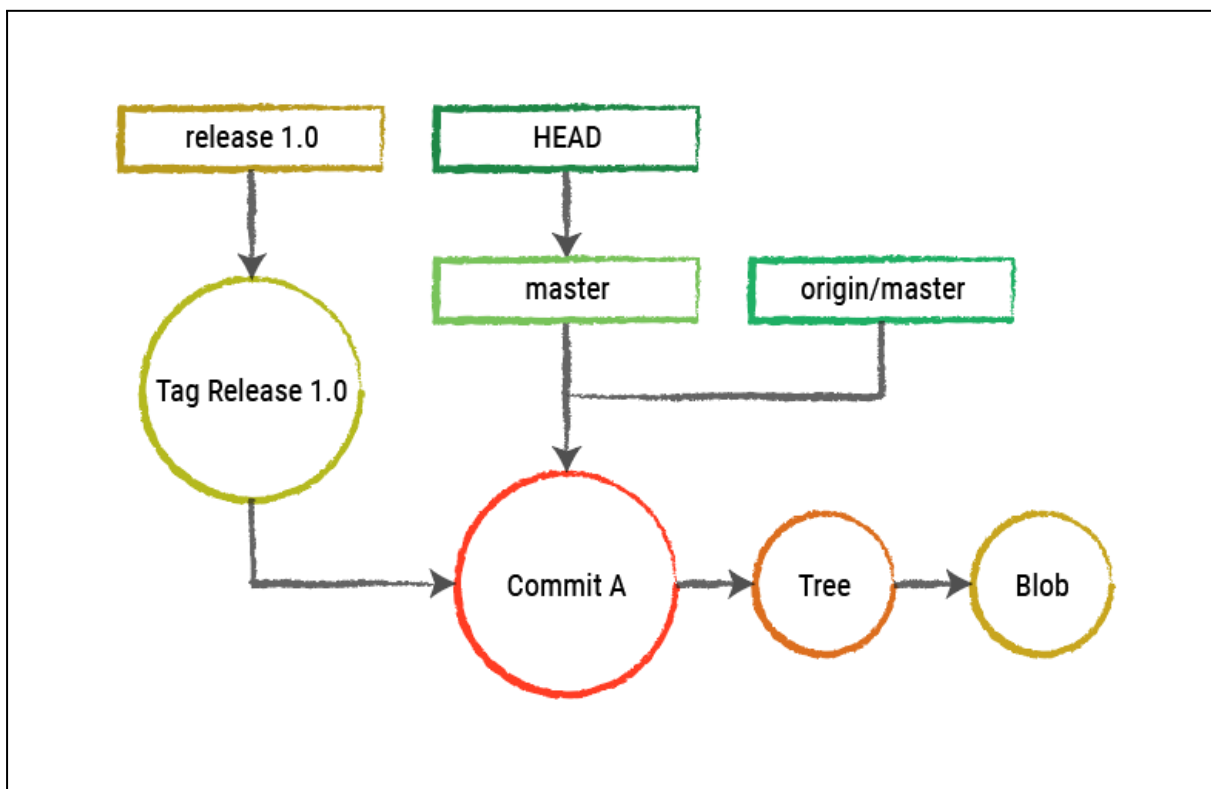 release 1.0
HEAD
master
origin/master
Tag Release 1.0
Commit A
Tree
Blob